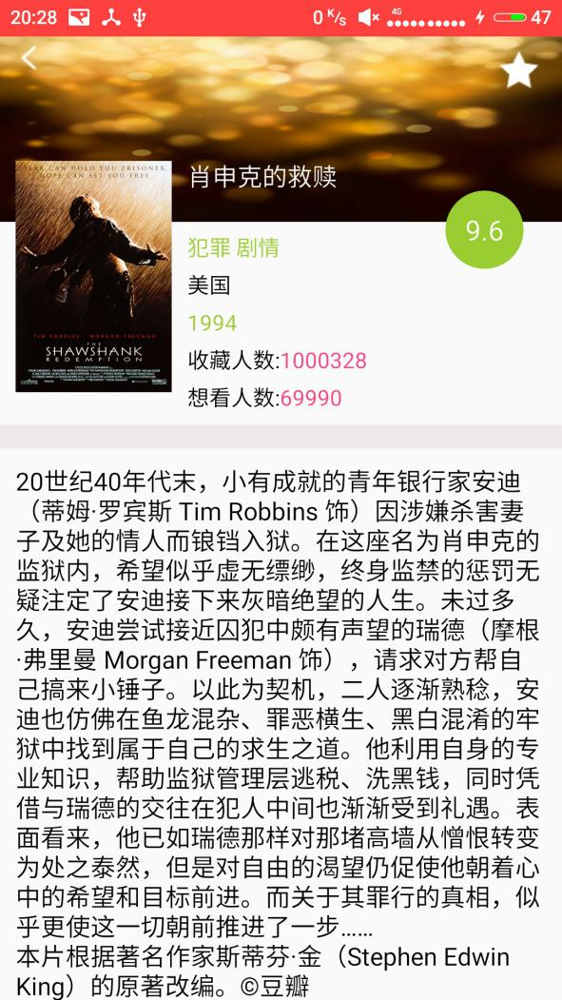 20:28
0 K/s
4G
47
FEAR CAN HOLD YOU PRISONER.
HOPE CAN SET YOU FREE.
TIM ROBBINS MORGAN FREEMAN
THE
SHAWSHANK
REDEMPTION
肖申克的救赎
9.6
犯罪 剧情
美国
1994
收藏人数:1000328
想看人数:69990
20世纪40年代末，小有成就的青年银行家安迪
（蒂姆·罗宾斯 Tim Robbins 饰）因涉嫌杀害妻
子及她的情人而锒铛入狱。在这座名为肖申克的
监狱内，希望似乎虚无缥缈，终身监禁的惩罚无
疑注定了安迪接下来灰暗绝望的人生。未过多
久，安迪尝试接近囚犯中颇有声望的瑞德（摩根
·弗里曼 Morgan Freeman 饰），请求对方帮自
己搞来小锤子。以此为契机，二人逐渐熟稔，安
迪也仿佛在鱼龙混杂、罪恶横生、黑白混淆的牢
狱中找到属于自己的求生之道。他利用自身的专
业知识，帮助监狱管理层逃税、洗黑钱，同时凭
借与瑞德的交往在犯人中间也渐渐受到礼遇。表
面看来，他已如瑞德那样对那堵高墙从憎恨转变
为处之泰然，但是对自由的渴望仍促使他朝着心
中的希望和目标前进。而关于其罪行的真相，似
乎更使这一切朝前推进了一步……
本片根据著名作家斯蒂芬·金（Stephen Edwin
King）的原著改编。©豆瓣